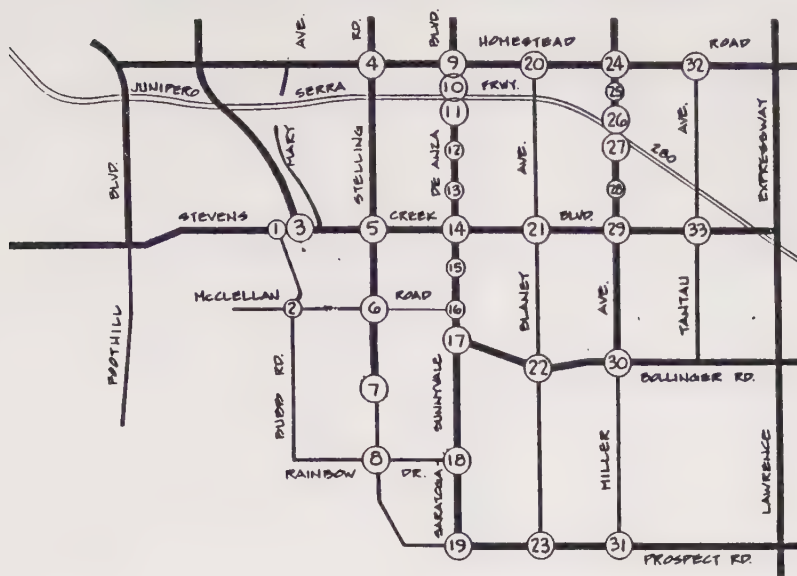 AVE.
RD.
BLVD.
HOMESTEAD ROAD
4 9 20 24 32
JUNIPERO SERRA FRWY.
10
25
11
26
MARY
STELLING
DE ANZA
AVE.
AVE.
EXPRESSWAY
12
27
280
BLVD.
13
28
STEVENS CREEK BLVD.
1 3 5 14 21 29 33
15
MCCLELLAN ROAD
2 6 16
BLANEY
AVE.
TANTAU
FOOTHILL
17
BUBB RD.
SUNNYVALE
22 30
BOLLINGER RD.
7
8 18
RAINBOW DR.
SARATOGA
MILLER
LAWRENCE
19 23 31
PROSPECT RD.